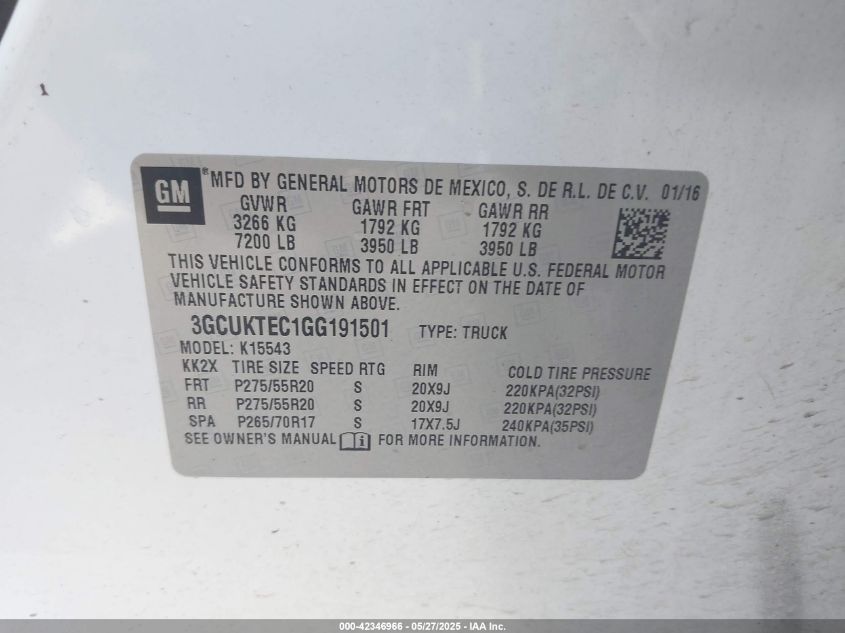 GM ® MFD BY GENERAL MOTORS DE MEXICO, S. DE R.L. DE C.V. 01/16
GVWR GAWR FRT GAWR RR
3266 KG 1792 KG 1792 KG
7200 LB 3950 LB 3950 LB
THIS VEHICLE CONFORMS TO ALL APPLICABLE U.S. FEDERAL MOTOR
VEHICLE SAFETY STANDARDS IN EFFECT ON THE DATE OF
MANUFACTURE SHOWN ABOVE.
3GCUKTEC1GG191501 TYPE: TRUCK
MODEL: K15543
KK2X TIRE SIZE SPEED RTG RIM COLD TIRE PRESSURE
FRT P275/55R20 S 20X9J 220KPA(32PSI)
RR P275/55R20 S 20X9J 220KPA(32PSI)
SPA P265/70R17 S 17X7.5J 240KPA(35PSI)
SEE OWNER'S MANUAL i FOR MORE INFORMATION.
000-42346966 - 05/27/2025 - IAA Inc.